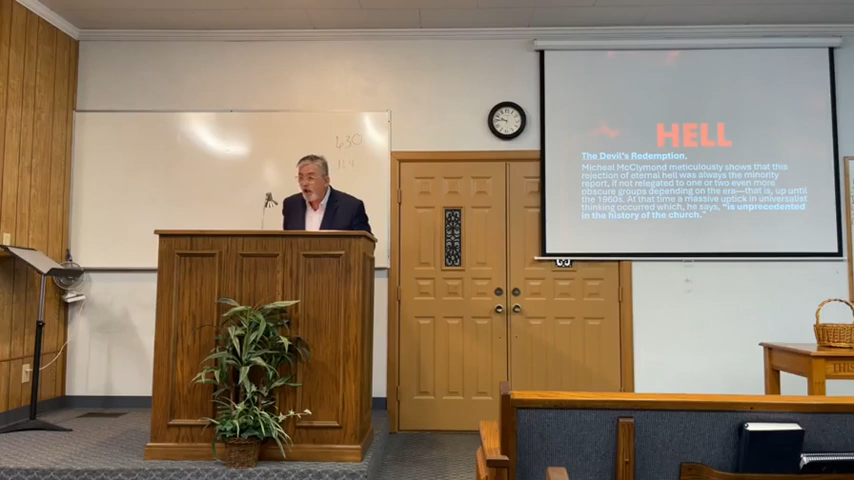 HELL
The Devil's Redemption,
Micheal McClymond meticulously shows that this
rejection of eternal hell was always the minority
report, if not relegated to one or two even more
obscure groups depending on the era—that is, up until
the 1960s. At that time a massive uptick in universalist
thinking occurred which, he says, "is unprecedented
in the history of the church."
THIS